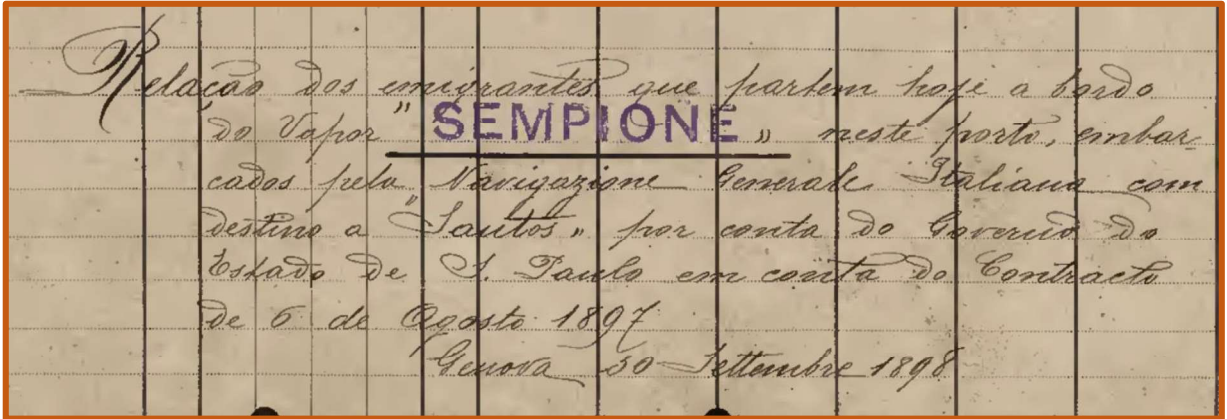 Relação dos emigrantes que partem hoje a bordo
do Vapor " SEMPIONE " neste porto, embar-
cados pela Navigazione Generale Italiana com
destino a "Santos" por conta do Governo do
Estado de S. Paulo em conta do Contracto
de 6 de Agosto 1897
Genova 30 Settembre 1898